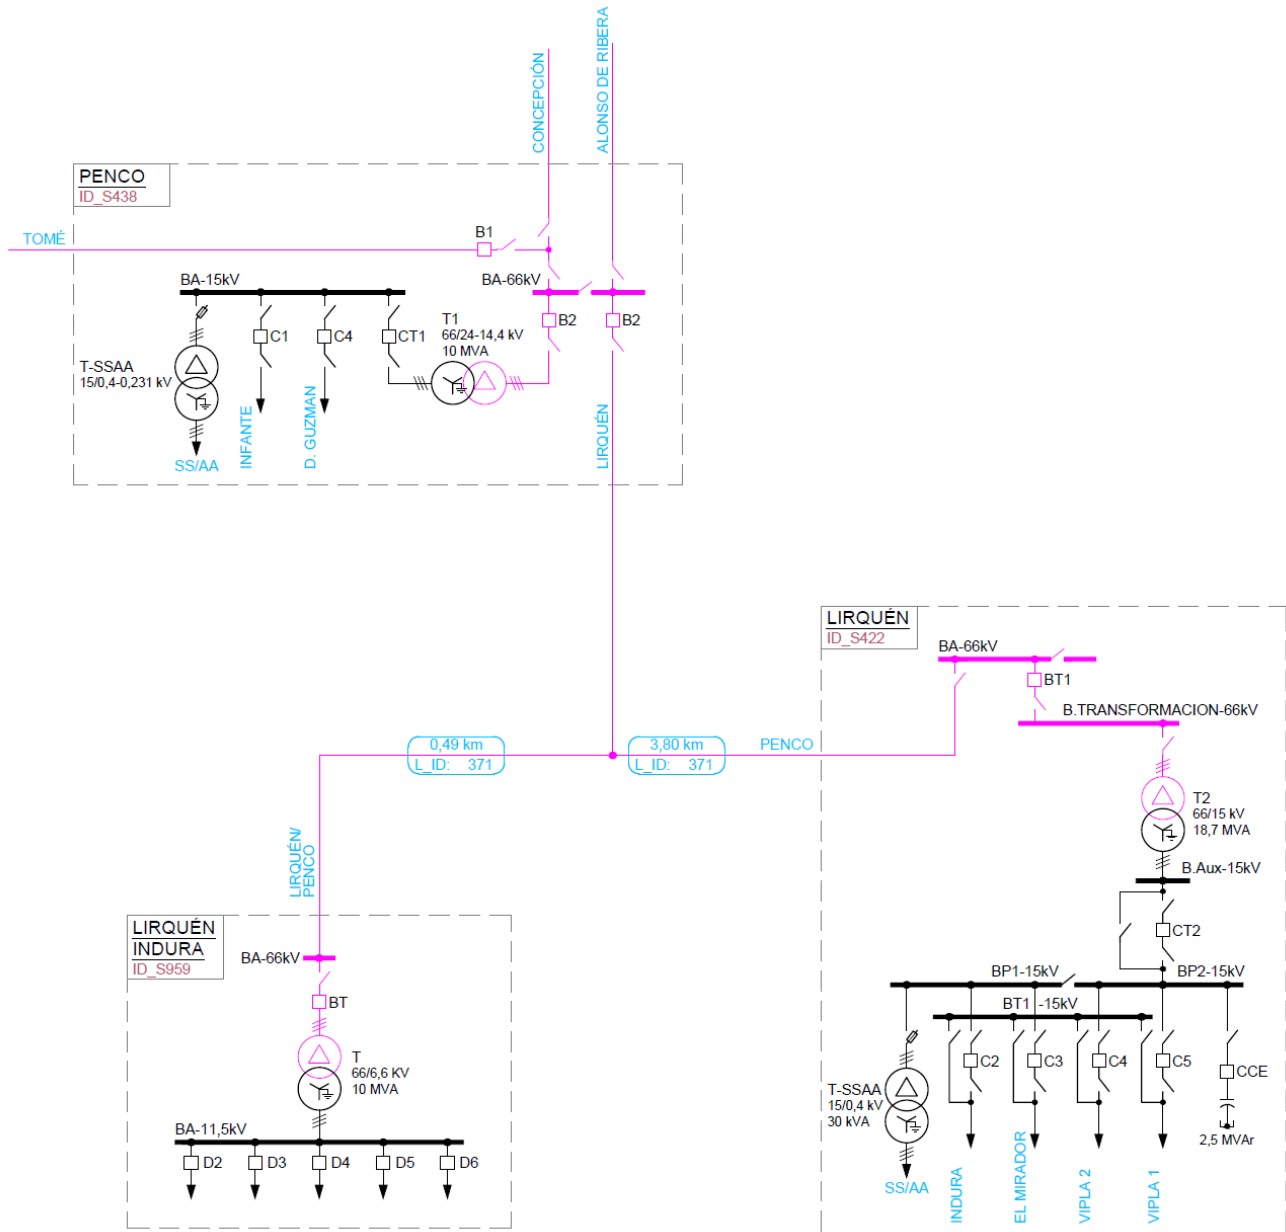 CONCEPCIÓN
ALONSO DE RIBERA
PENCO
ID_S438
TOMÉ
B1
BA-15kV
BA-66kV
C1
C4
CT1
T1
66/24-14,4 kV
10 MVA
B2
B2
T-SSAA
15/0,4-0,231 kV
SS/AA
INFANTE
D. GUZMAN
LIRQUÉN
LIRQUÉN
ID_S422
BA-66kV
BT1
B.TRANSFORMACION-66kV
0,49 km
L_ID: 371
3,80 km
L_ID: 371
PENCO
T2
66/15 kV
18,7 MVA
B.Aux-15kV
CT2
LIRQUÉN/
PENCO
LIRQUÉN
INDURA
ID_S959
BA-66kV
BT
T
66/6,6 KV
10 MVA
BA-11,5kV
D2
D3
D4
D5
D6
BP1-15kV
BP2-15kV
BT1 -15kV
C2
C3
C4
C5
CCE
T-SSAA
15/0,4 kV
30 kVA
2,5 MVAr
SS/AA
INDURA
EL MIRADOR
VIPLA 2
VIPLA 1